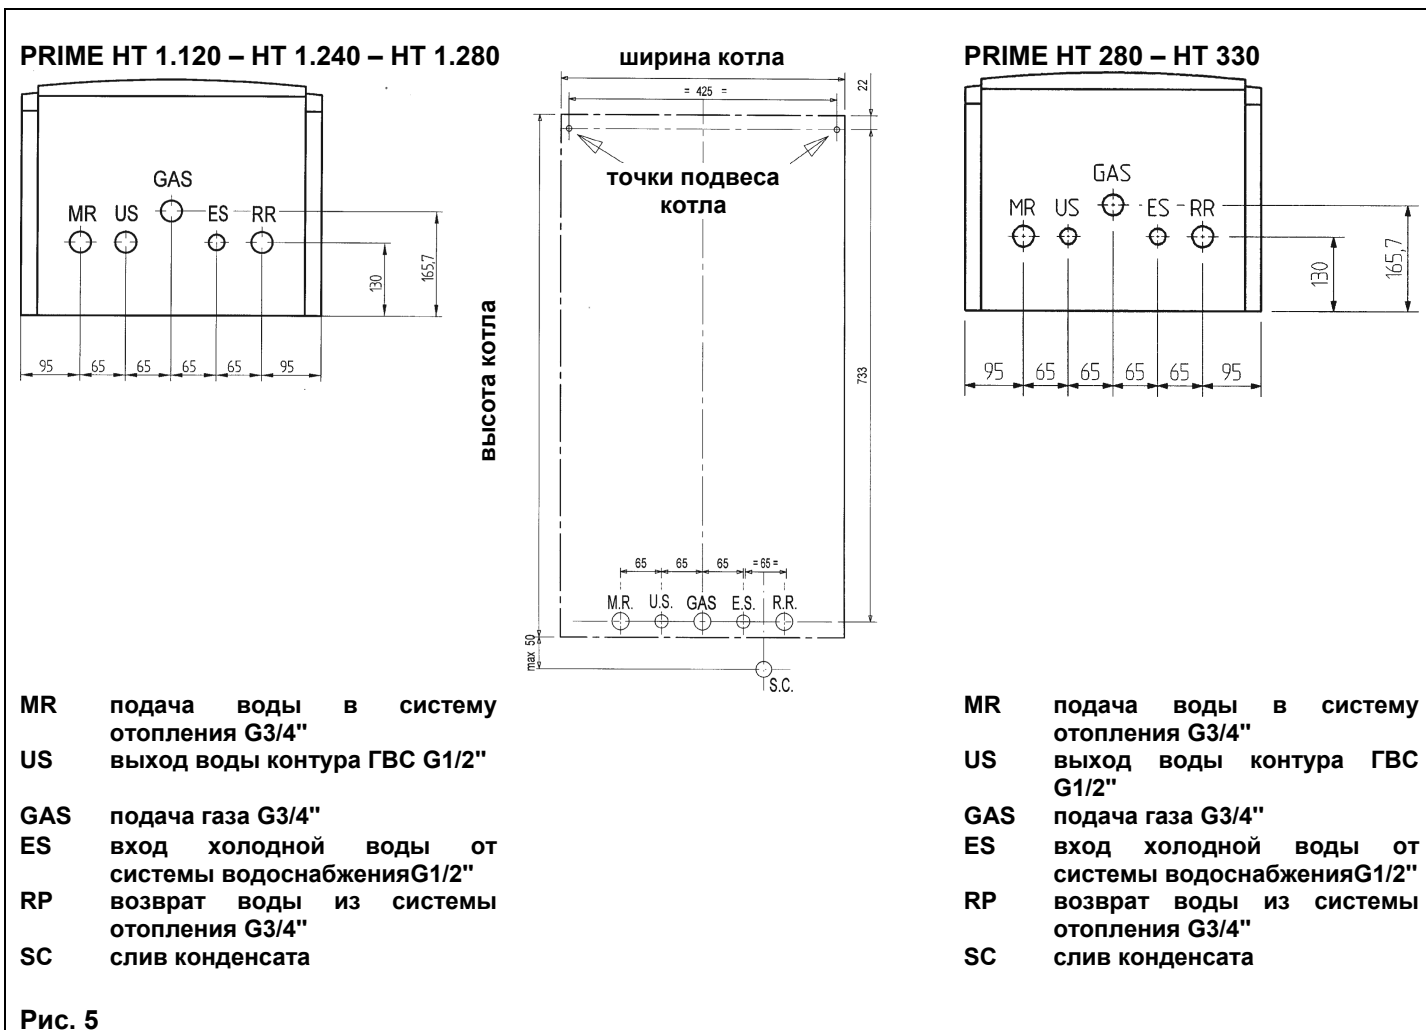 PRIME HT 1.120 – HT 1.240 – HT 1.280
GAS
MR US ES RR
130
165,7
95 65 65 65 65 95
ширина котла
= 425 =
22
точки подвеса
котла
высота котла
733
65 65 65 = 65 =
M.R. U.S. GAS E.S. R.R.
max 50
S.C.
PRIME HT 280 – HT 330
GAS
MR US ES RR
130
165,7
95 65 65 65 65 95
MR подача воды в систему
отопления G3/4"
US выход воды контура ГВС G1/2"
GAS подача газа G3/4"
ES вход холодной воды от
системы водоснабженияG1/2"
RP возврат воды из системы
отопления G3/4"
SC слив конденсата
MR подача воды в систему
отопления G3/4"
US выход воды контура ГВС
G1/2"
GAS подача газа G3/4"
ES вход холодной воды от
системы водоснабженияG1/2"
RP возврат воды из системы
отопления G3/4"
SC слив конденсата
Рис. 5